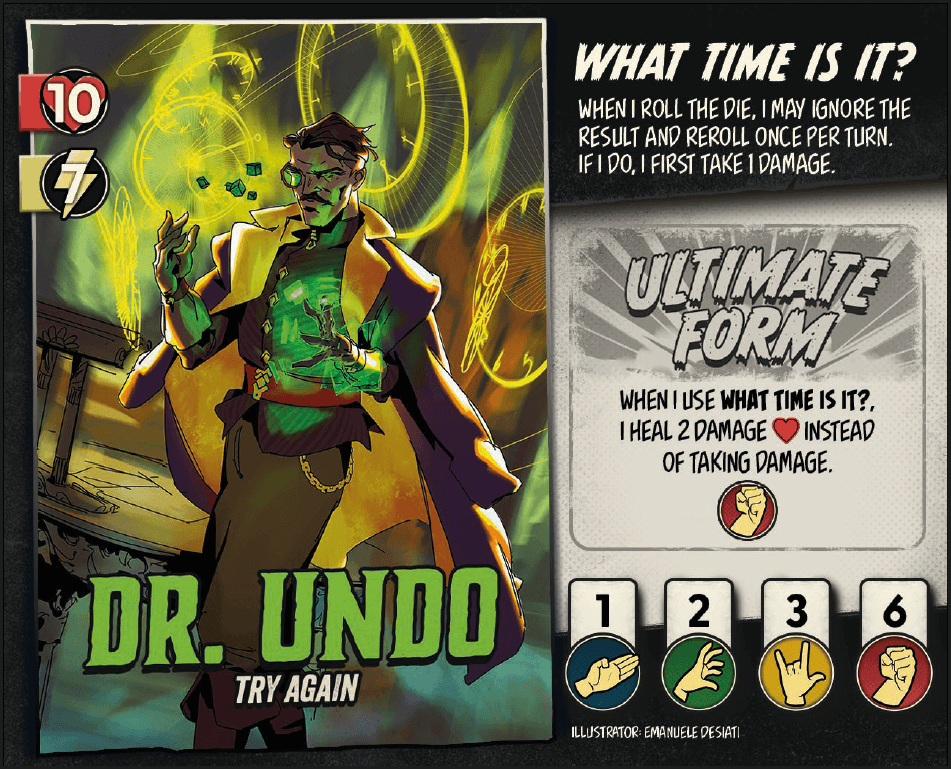 10
7
DR. UNDO
TRY AGAIN
WHAT TIME IS IT?
WHEN I ROLL THE DIE, I MAY IGNORE THE
RESULT AND REROLL ONCE PER TURN.
IF I DO, I FIRST TAKE 1 DAMAGE.
ULTIMATE
FORM
WHEN I USE WHAT TIME IS IT?,
I HEAL 2 DAMAGE INSTEAD
OF TAKING DAMAGE.
1 2 3 6
ILLUSTRATOR: EMANUELE DESIATI